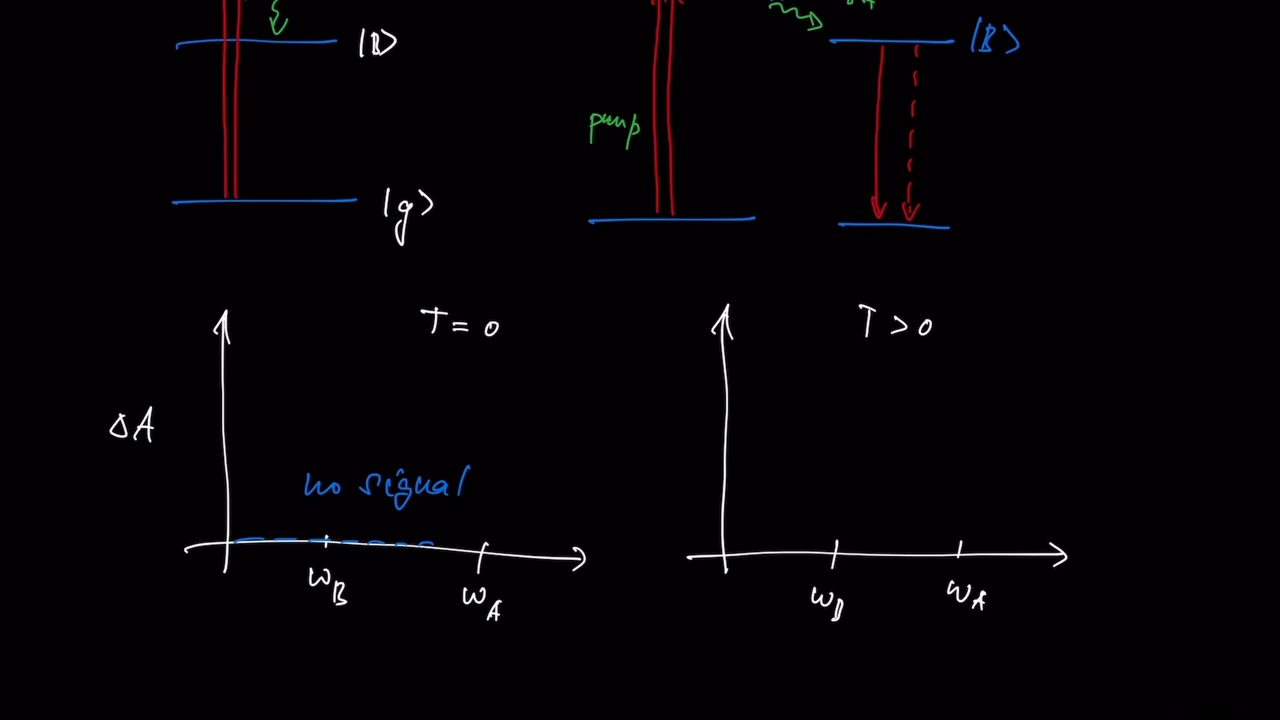 |B>
|B>
pump
|g>
T = 0
T > 0
ΔA
no signal
ω_B
ω_A
ω_B
ω_A